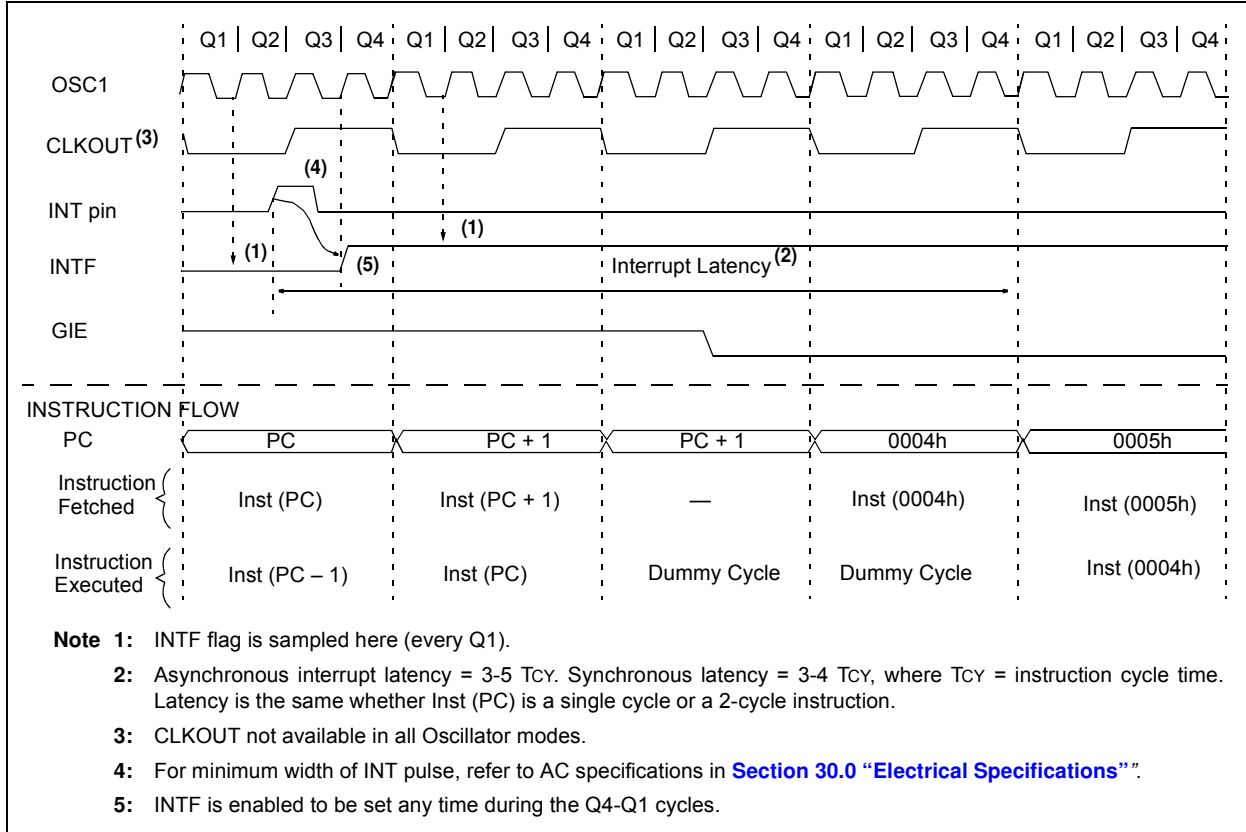 Q1 Q2 Q3 Q4 Q1 Q2 Q3 Q4 Q1 Q2 Q3 Q4 Q1 Q2 Q3 Q4 Q1 Q2 Q3 Q4
OSC1
CLKOUT (3)
(4)
INT pin
(1)
(1)
INTF
(5)
Interrupt Latency (2)
GIE
INSTRUCTION FLOW
PC PC PC + 1 PC + 1 0004h 0005h
Instruction
Fetched
Inst (PC) Inst (PC + 1) — Inst (0004h) Inst (0005h)
Instruction
Executed
Inst (PC – 1) Inst (PC) Dummy Cycle Dummy Cycle Inst (0004h)
Note 1: INTF flag is sampled here (every Q1).
2: Asynchronous interrupt latency = 3-5 TCY. Synchronous latency = 3-4 TCY, where TCY = instruction cycle time.
Latency is the same whether Inst (PC) is a single cycle or a 2-cycle instruction.
3: CLKOUT not available in all Oscillator modes.
4: For minimum width of INT pulse, refer to AC specifications in Section 30.0 “Electrical Specifications””.
5: INTF is enabled to be set any time during the Q4-Q1 cycles.